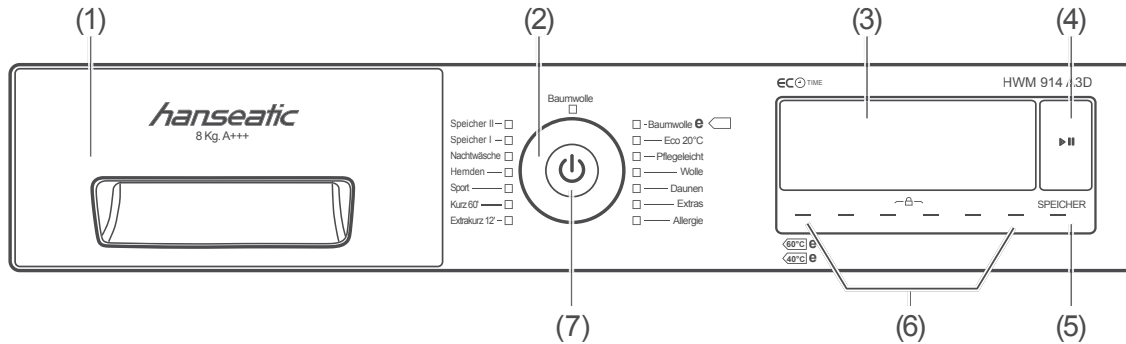 (1)
(2)
(3)
(4)
eco TIME
HWM 914 A3D
hanseatic
8 Kg. A+++
Baumwolle
Speicher II
Speicher I
Nachtwäsche
Hemden
Sport
Kurz 60'
Extrakurz 12'
Baumwolle e
Eco 20°C
Pflegeleicht
Wolle
Daunen
Extras
Allergie
SPEICHER
60°C e
40°C e
(7)
(6)
(5)